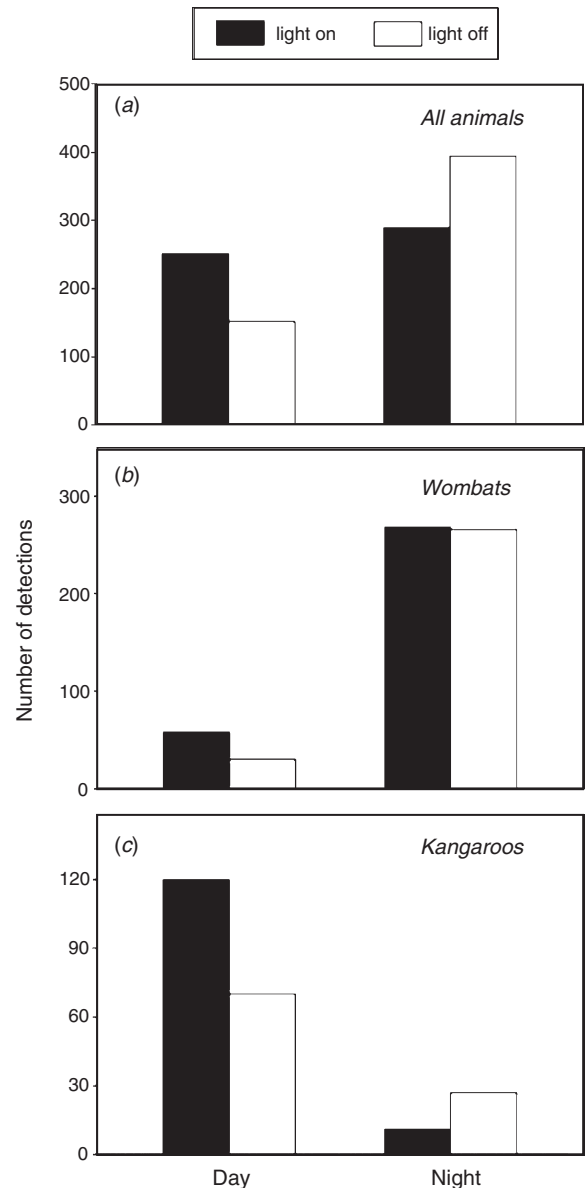 light on light off
(a) All animals
500
400
300
200
100
0
(b) Wombats
300
200
100
0
Number of detections
(c) Kangaroos
120
90
60
30
0
Day Night